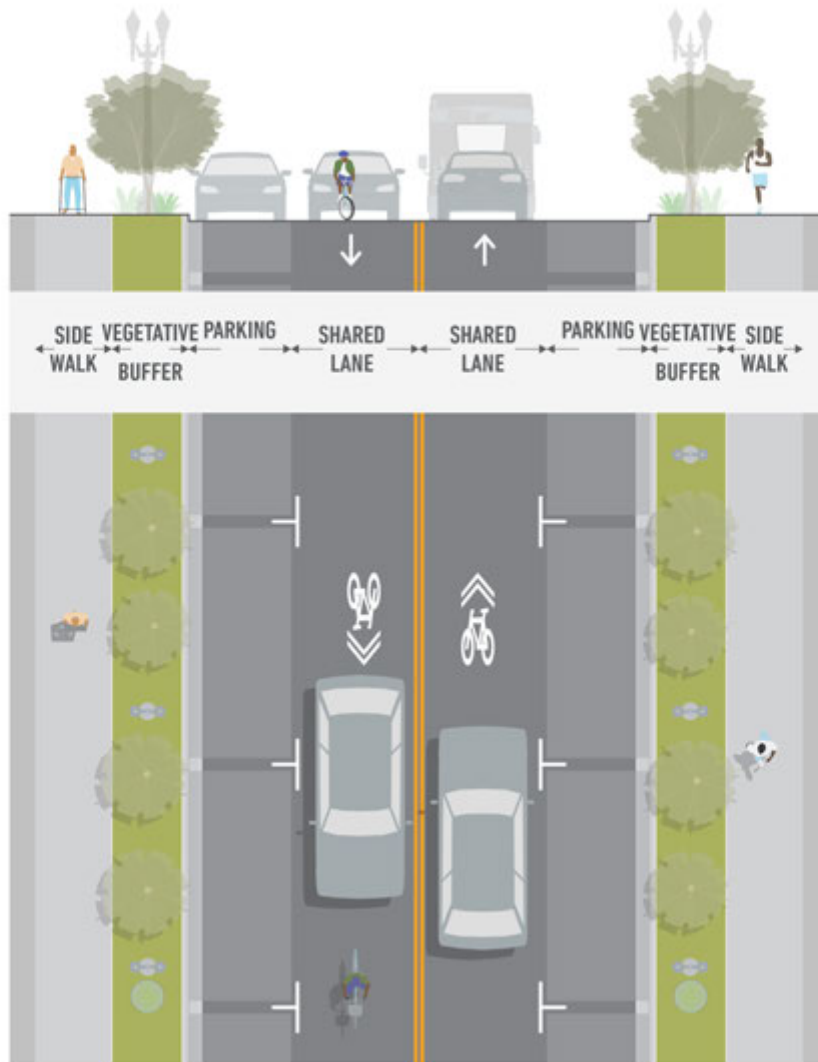 SIDE WALK
VEGETATIVE BUFFER
PARKING
SHARED LANE
SHARED LANE
PARKING
VEGETATIVE BUFFER
SIDE WALK